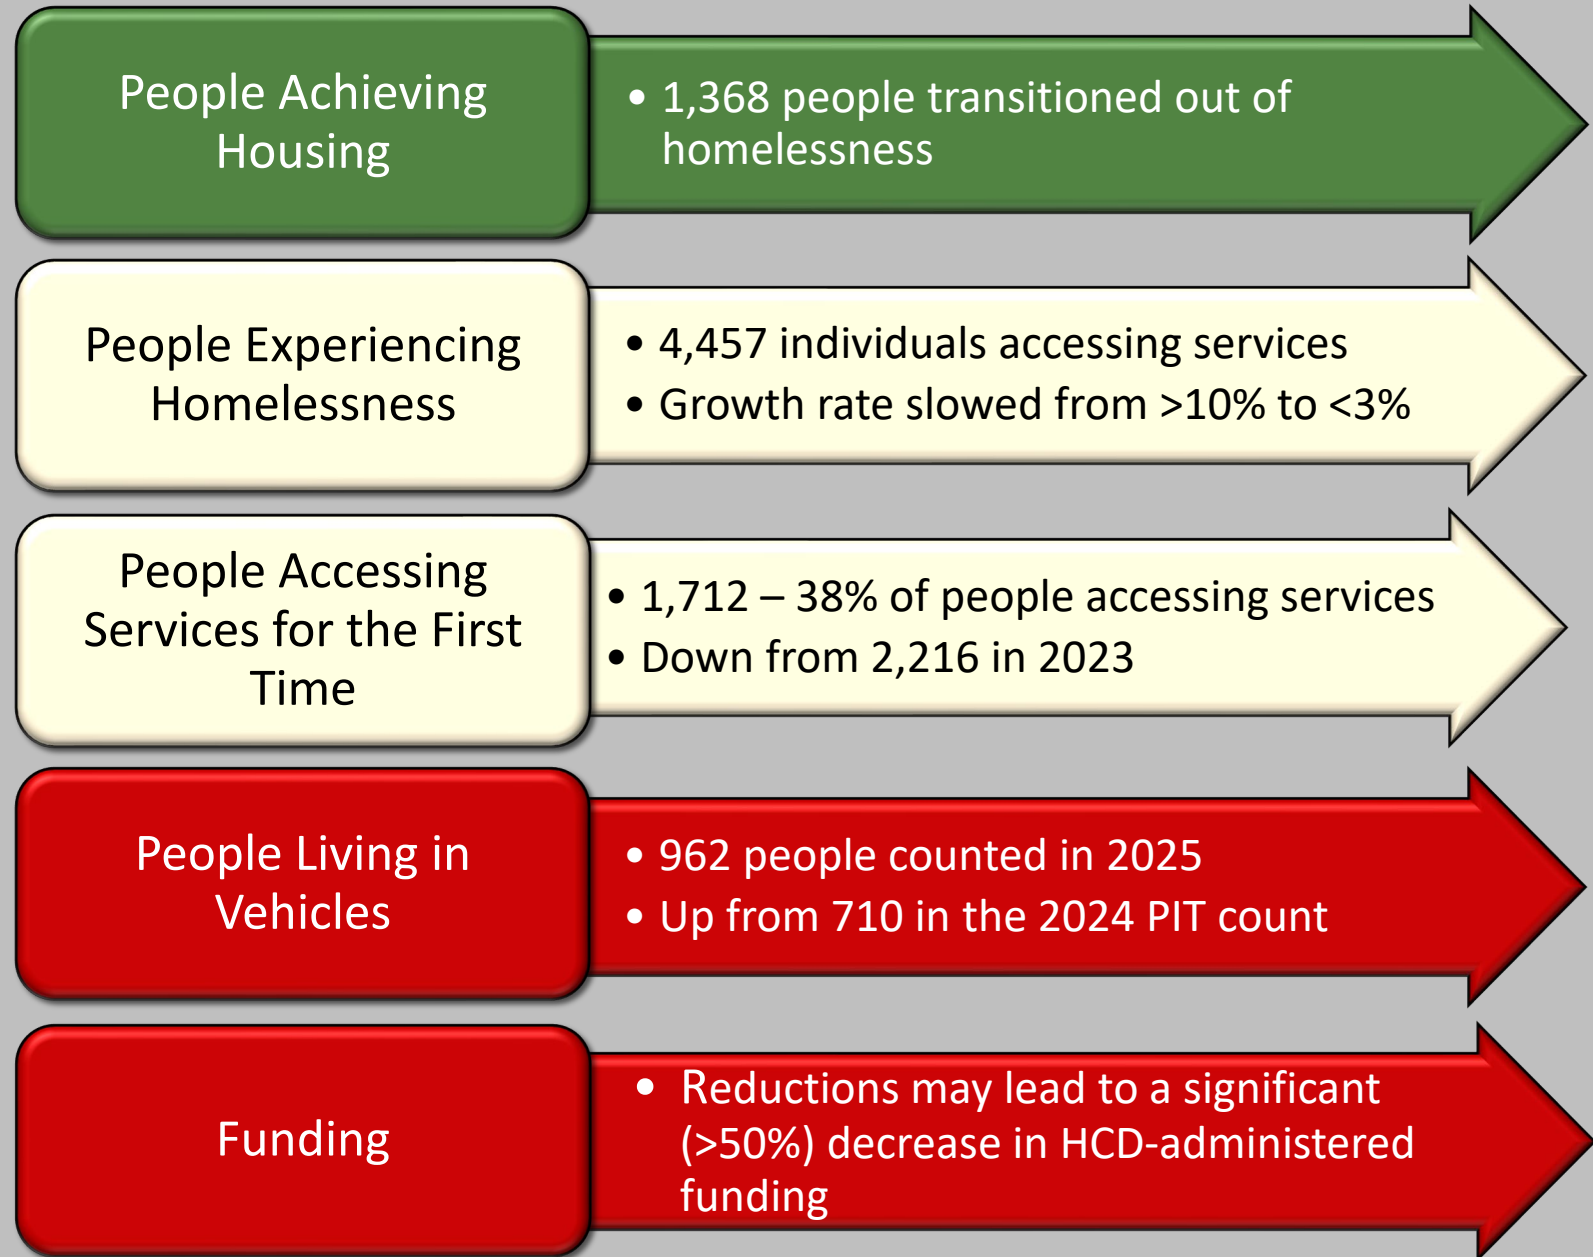 People Achieving
Housing
• 1,368 people transitioned out of
homelessness
People Experiencing
Homelessness
• 4,457 individuals accessing services
• Growth rate slowed from >10% to <3%
People Accessing
Services for the First
Time
• 1,712 – 38% of people accessing services
• Down from 2,216 in 2023
People Living in
Vehicles
• 962 people counted in 2025
• Up from 710 in the 2024 PIT count
Funding
• Reductions may lead to a significant
(>50%) decrease in HCD-administered
funding